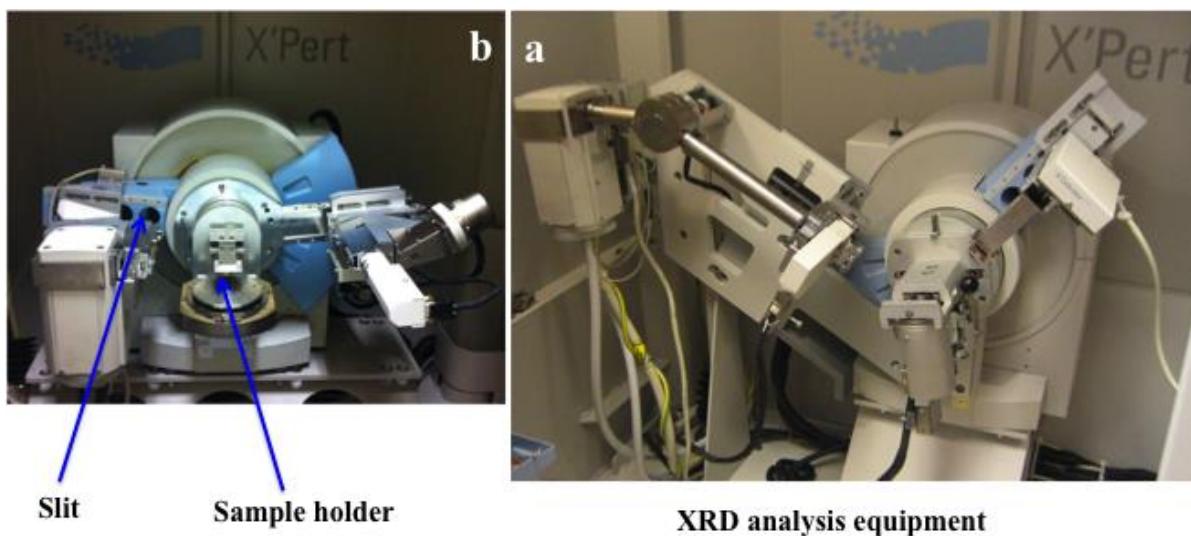 X'Pert
b
a
X'Pert
Slit
Sample holder
XRD analysis equipment